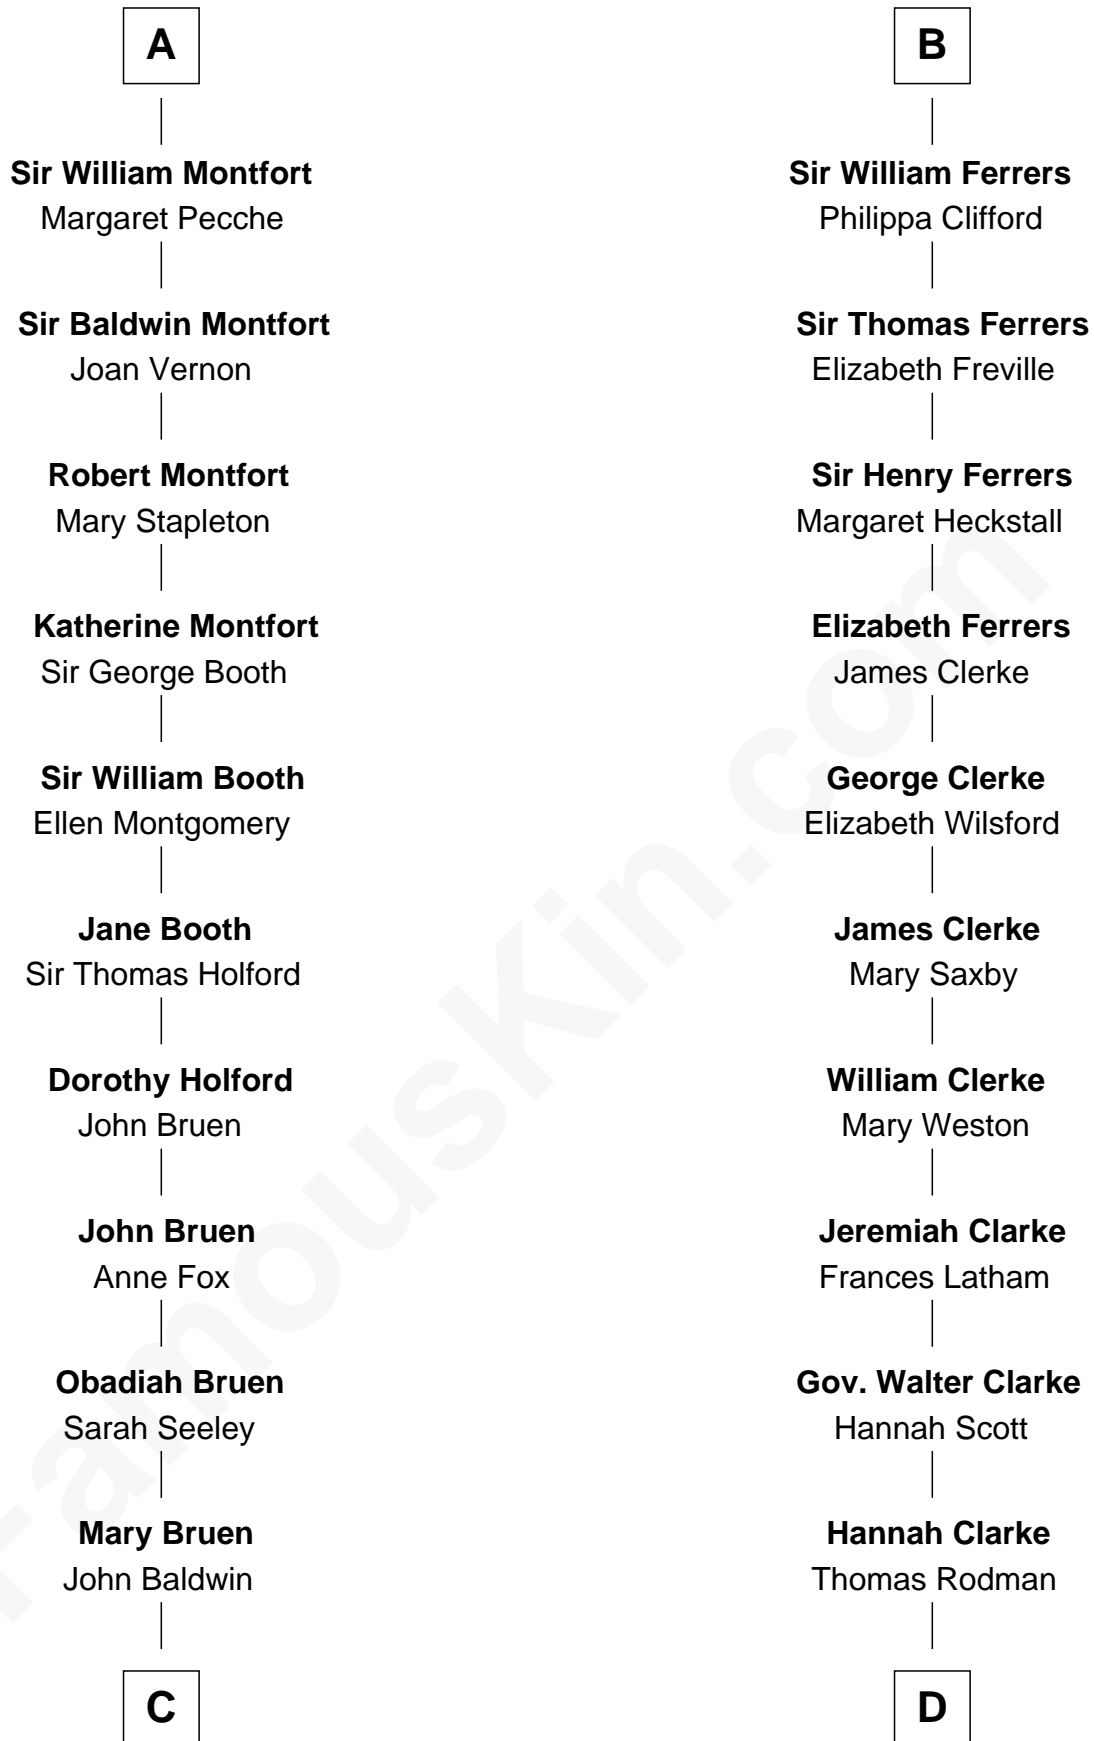 A
Sir William Montfort
Margaret Pecche
Sir Baldwin Montfort
Joan Vernon
Robert Montfort
Mary Stapleton
Katherine Montfort
Sir George Booth
Sir William Booth
Ellen Montgomery
Jane Booth
Sir Thomas Holford
Dorothy Holford
John Bruen
John Bruen
Anne Fox
Obadiah Bruen
Sarah Seeley
Mary Bruen
John Baldwin
C
B
Sir William Ferrers
Philippa Clifford
Sir Thomas Ferrers
Elizabeth Freville
Sir Henry Ferrers
Margaret Heckstall
Elizabeth Ferrers
James Clerke
George Clerke
Elizabeth Wilsford
James Clerke
Mary Saxby
William Clerke
Mary Weston
Jeremiah Clarke
Frances Latham
Gov. Walter Clarke
Hannah Scott
Hannah Clarke
Thomas Rodman
D
FamousKin.com